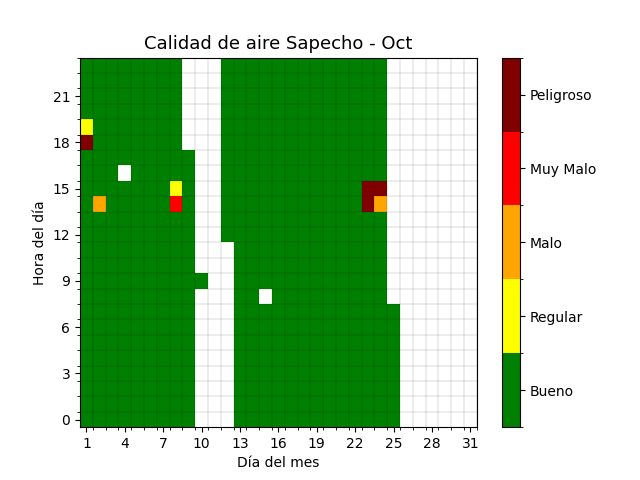 Calidad de aire Sapecho - Oct
Hora del día
21
18
15
12
9
6
3
0
1 4 7 10 13 16 19 22 25 28 31
Día del mes
Peligroso
Muy Malo
Malo
Regular
Bueno